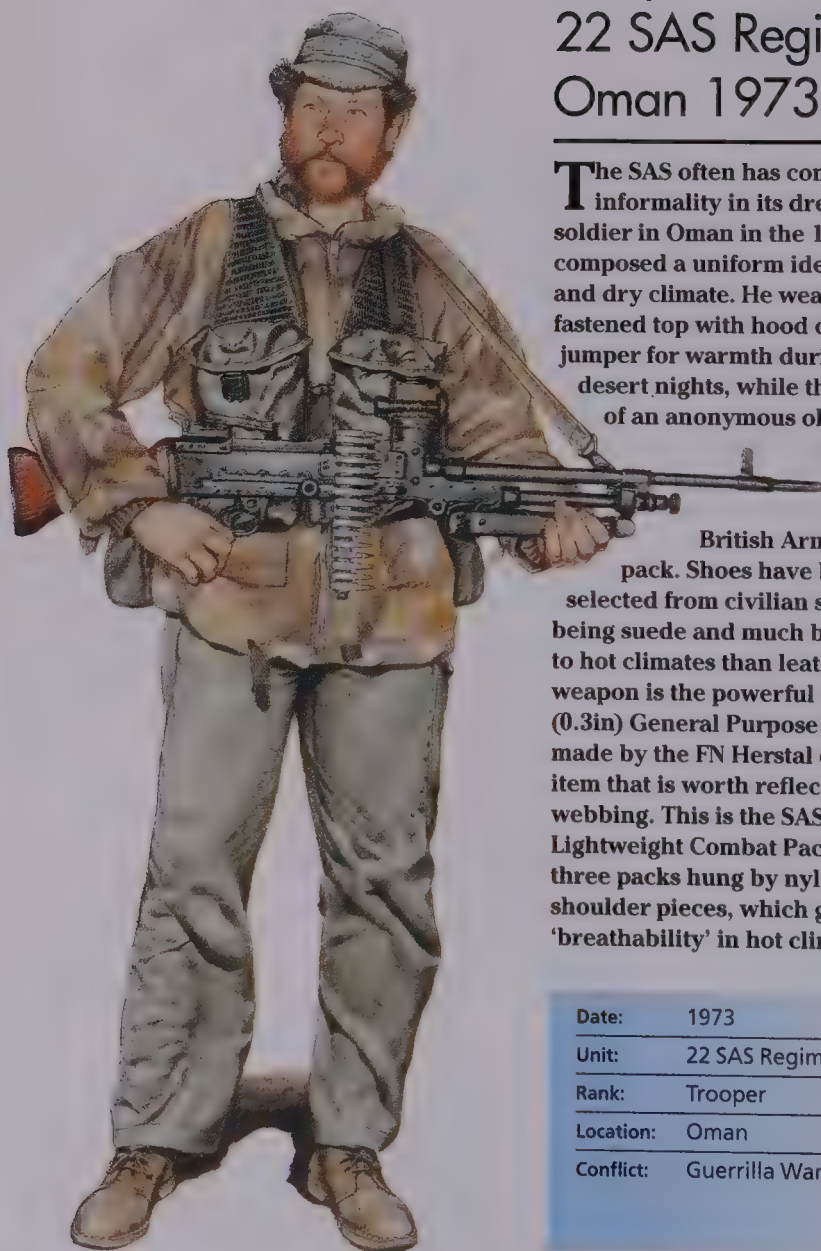 22 SAS Regi
Oman 1973
The SAS often has con
informality in its dre
soldier in Oman in the 1
composed a uniform ide
and dry climate. He wea
fastened top with hood o
jumper for warmth duri
desert nights, while th
of an anonymous ol
British Arm
pack. Shoes have l
selected from civilian s
being suede and much b
to hot climates than leat
weapon is the powerful
(0.3in) General Purpose
made by the FN Herstal
item that is worth reflec
webbing. This is the SAS
Lightweight Combat Pac
three packs hung by nyl
shoulder pieces, which g
'breathability' in hot clin
Date: 1973
Unit: 22 SAS Regim
Rank: Trooper
Location: Oman
Conflict: Guerrilla War